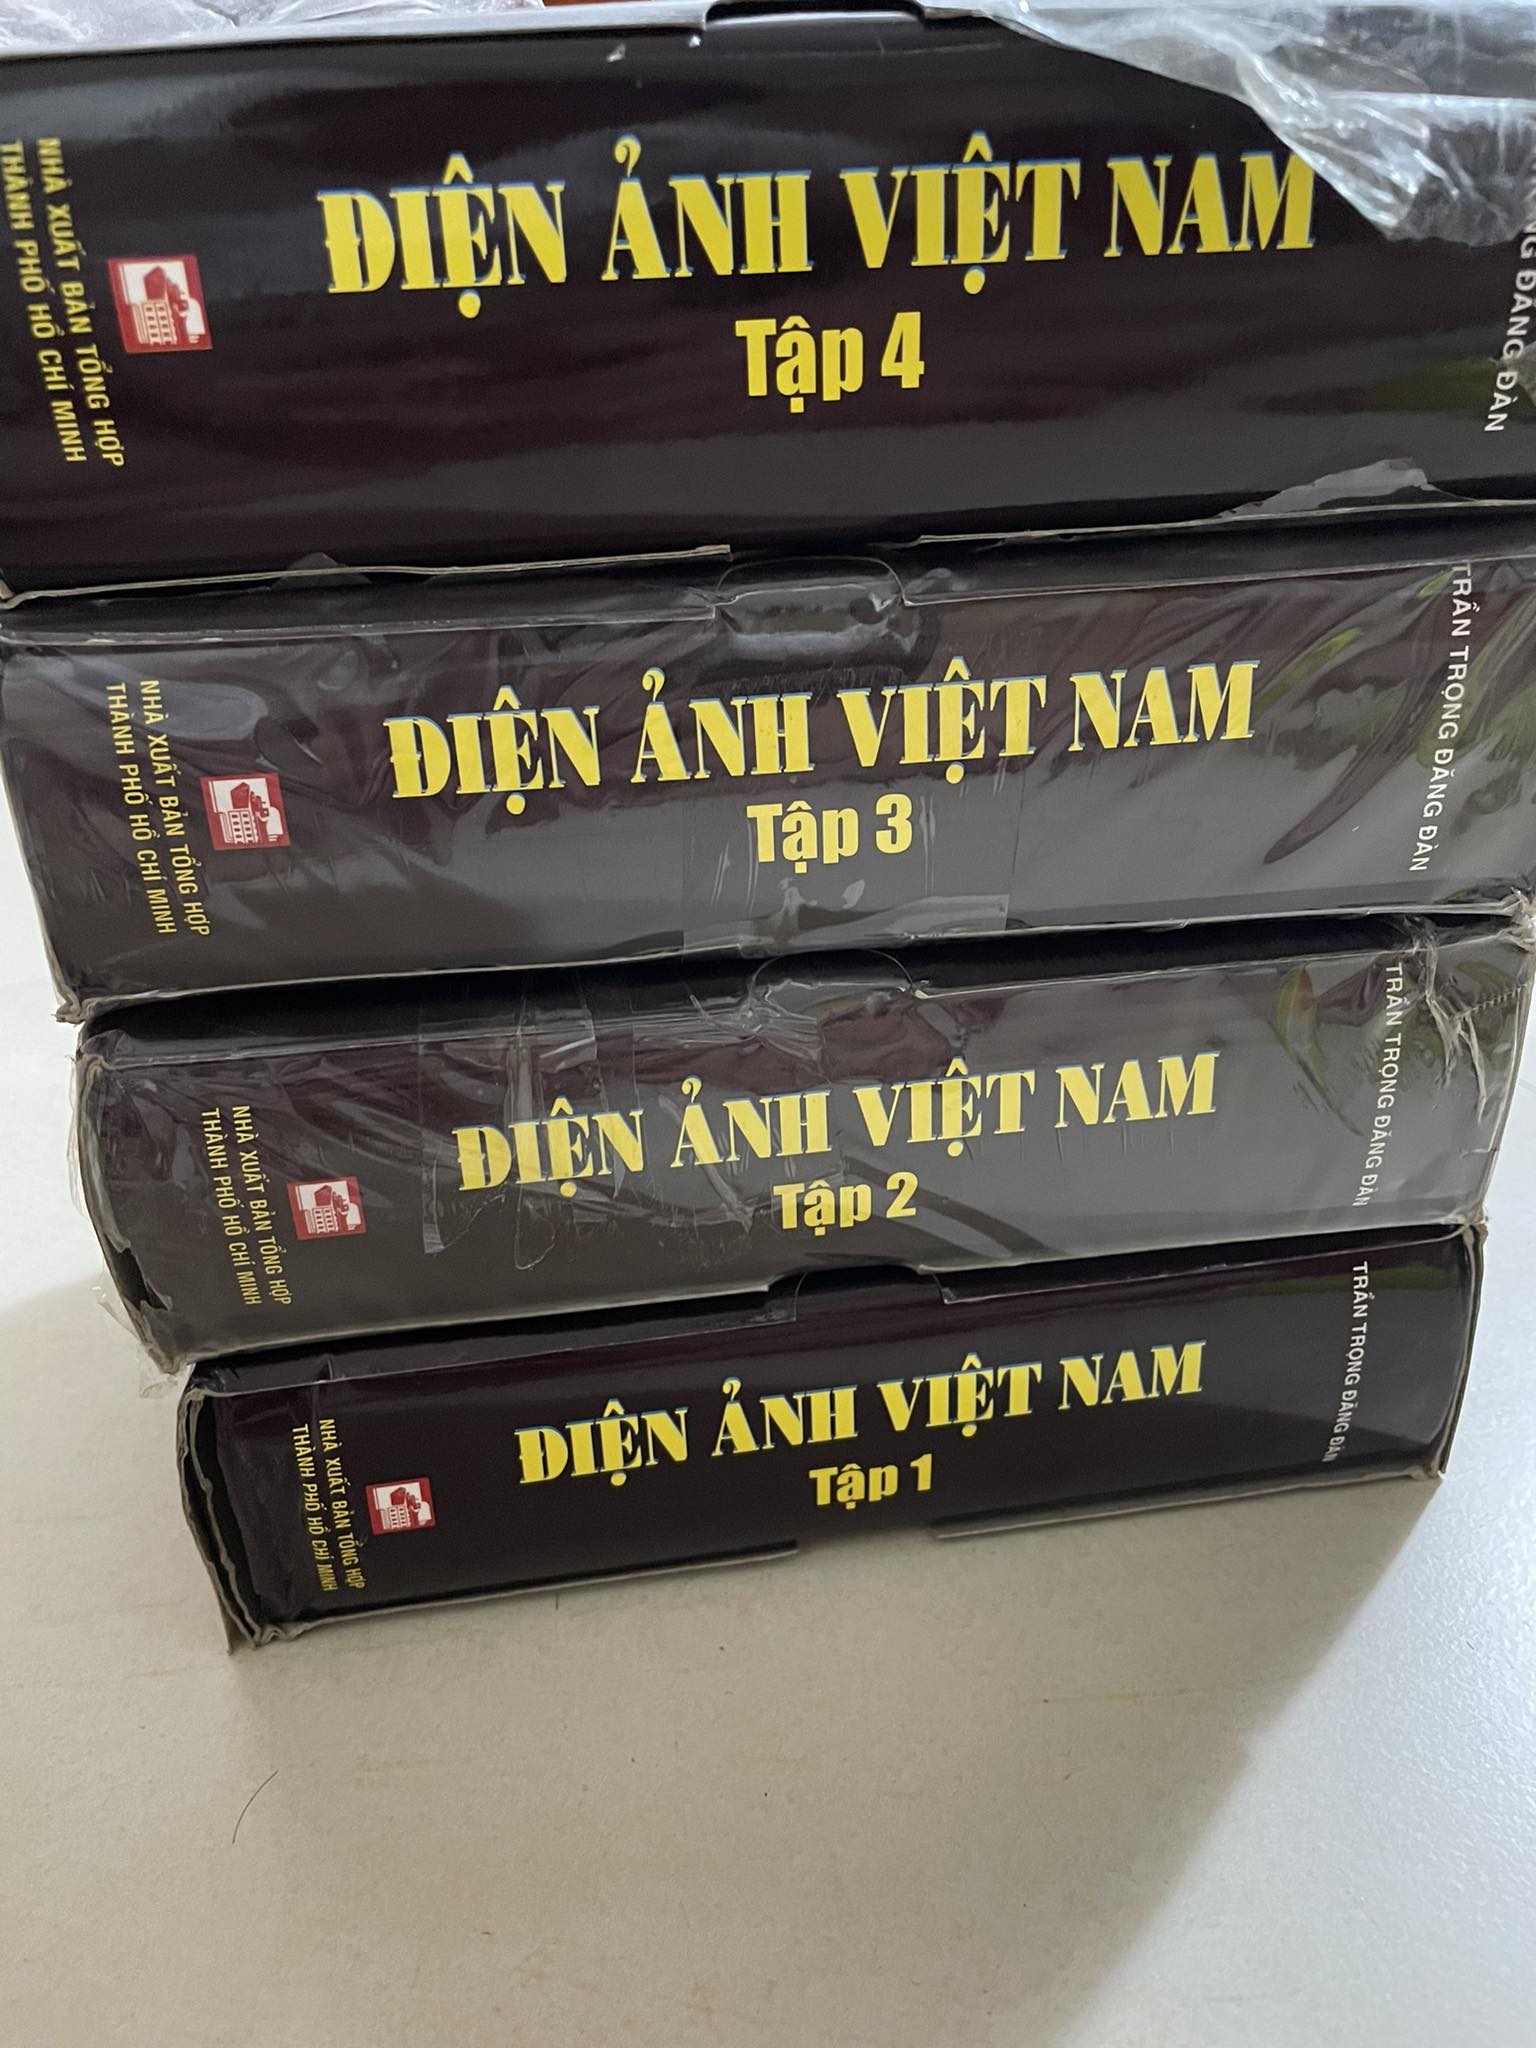 NHÀ XUẤT BẢN TỔNG HỢP
THÀNH PHỐ HỒ CHÍ MINH
ĐIỆN ẢNH VIỆT NAM
Tập 4
ĐĂNG ĐÀN
NHÀ XUẤT BẢN TỔNG HỢP
THÀNH PHỐ HỒ CHÍ MINH
ĐIỆN ẢNH VIỆT NAM
Tập 3
TRẦN TRỌNG ĐĂNG ĐÀN
NHÀ XUẤT BẢN TỔNG HỢP
THÀNH PHỐ HỒ CHÍ MINH
ĐIỆN ẢNH VIỆT NAM
Tập 2
TRẦN TRỌNG ĐĂNG ĐÀN
NHÀ XUẤT BẢN TỔNG HỢP
THÀNH PHỐ HỒ CHÍ MINH
ĐIỆN ẢNH VIỆT NAM
Tập 1
TRẦN TRỌNG ĐĂNG ĐÀN